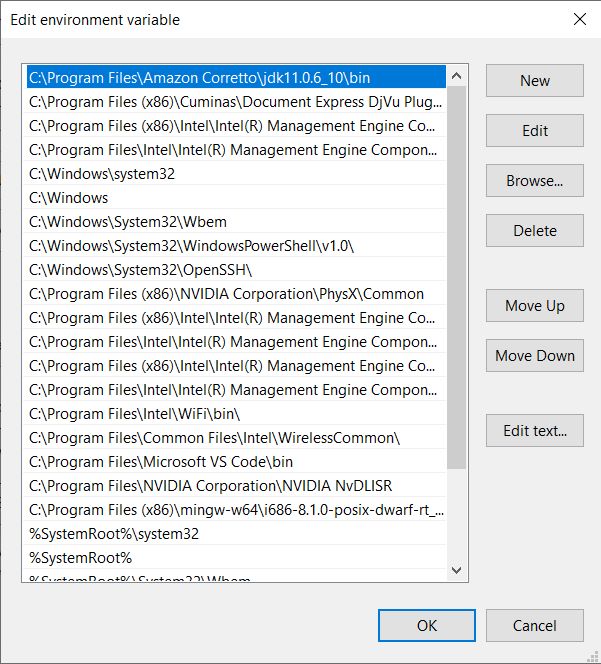 Edit environment variable
C:\Program Files\Amazon Corretto\jdk11.0.6_10\bin
C:\Program Files (x86)\Cuminas\Document Express DjVu Plug...
C:\Program Files (x86)\Intel\Intel(R) Management Engine Co...
C:\Program Files\Intel\Intel(R) Management Engine Compon...
C:\Windows\system32
C:\Windows
C:\Windows\System32\Wbem
C:\Windows\System32\WindowsPowerShell\v1.0\
C:\Windows\System32\OpenSSH\
C:\Program Files (x86)\NVIDIA Corporation\PhysX\Common
C:\Program Files (x86)\Intel\Intel(R) Management Engine Co...
C:\Program Files\Intel\Intel(R) Management Engine Compon...
C:\Program Files (x86)\Intel\Intel(R) Management Engine Co...
C:\Program Files\Intel\Intel(R) Management Engine Compon...
C:\Program Files\Intel\WiFi\bin\
C:\Program Files\Common Files\Intel\WirelessCommon\
C:\Program Files\Microsoft VS Code\bin
C:\Program Files\NVIDIA Corporation\NVIDIA NvDLISR
C:\Program Files (x86)\mingw-w64\i686-8.1.0-posix-dwarf-rt_...
%SystemRoot%\system32
%SystemRoot%
%SystemRoot%\System32\Wbem
New
Edit
Browse...
Delete
Move Up
Move Down
Edit text...
OK
Cancel